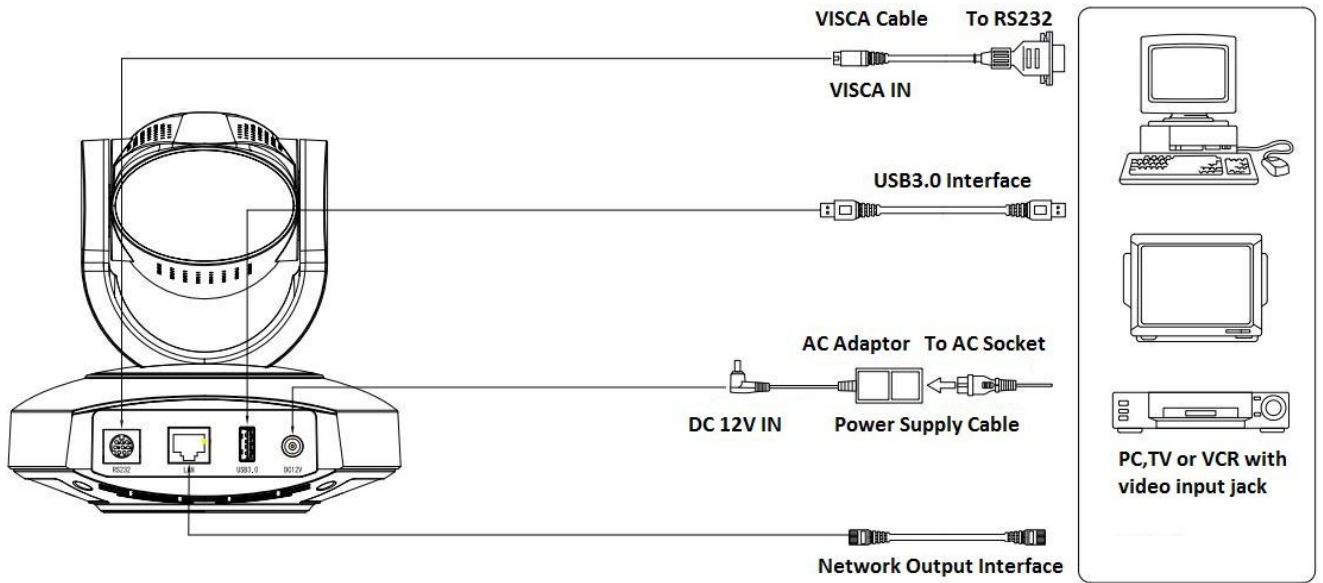 VISCA Cable To RS232
VISCA IN
USB3.0 Interface
AC Adaptor To AC Socket
DC 12V IN Power Supply Cable
RS232 LAN USB3.0 DC12V
PC,TV or VCR with
video input jack
Network Output Interface